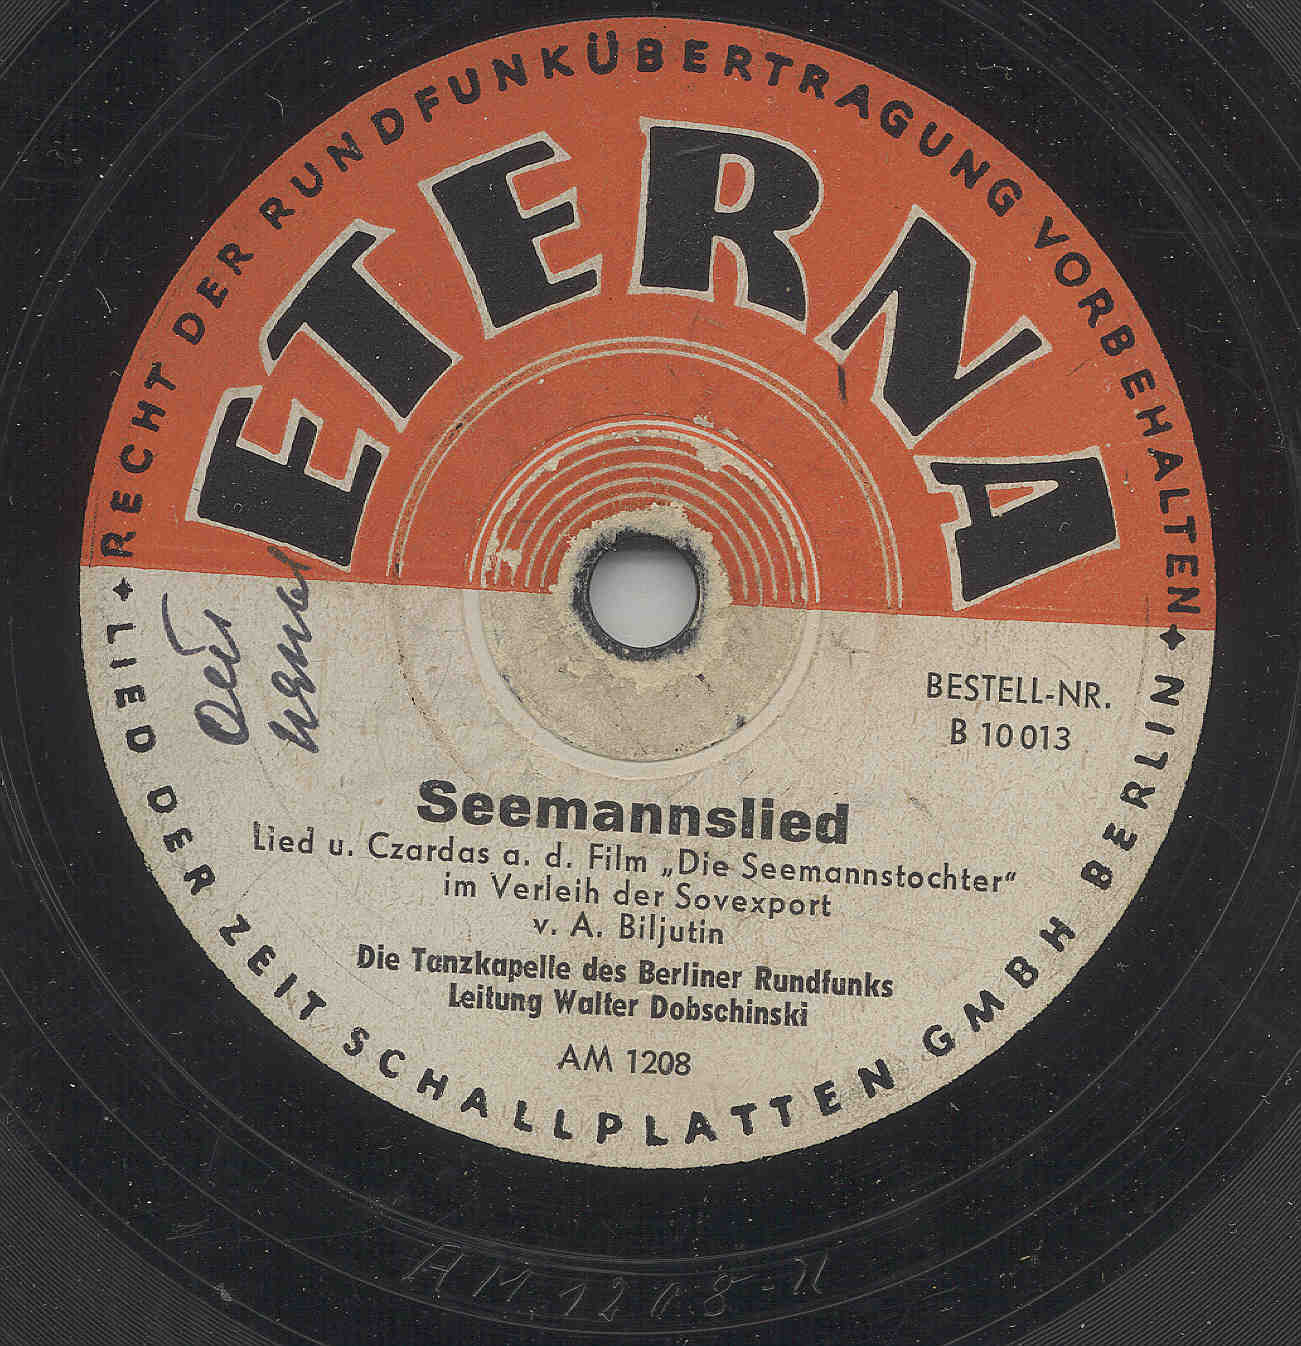 RECHT DER RUNDFUNKÜBERTRAGUNG VORBEHALTEN
ETERNA
BESTELL-NR.
B 10 013
Seemannslied
Lied u. Czardas a. d. Film „Die Seemannstochter"
im Verleih der Sovexport
v. A. Biljutin
Die Tanzkapelle des Berliner Rundfunks
Leitung Walter Dobschinski
AM 1208
LIED DER ZEIT SCHALLPLATTEN GMBH BERLIN
AM 1208-